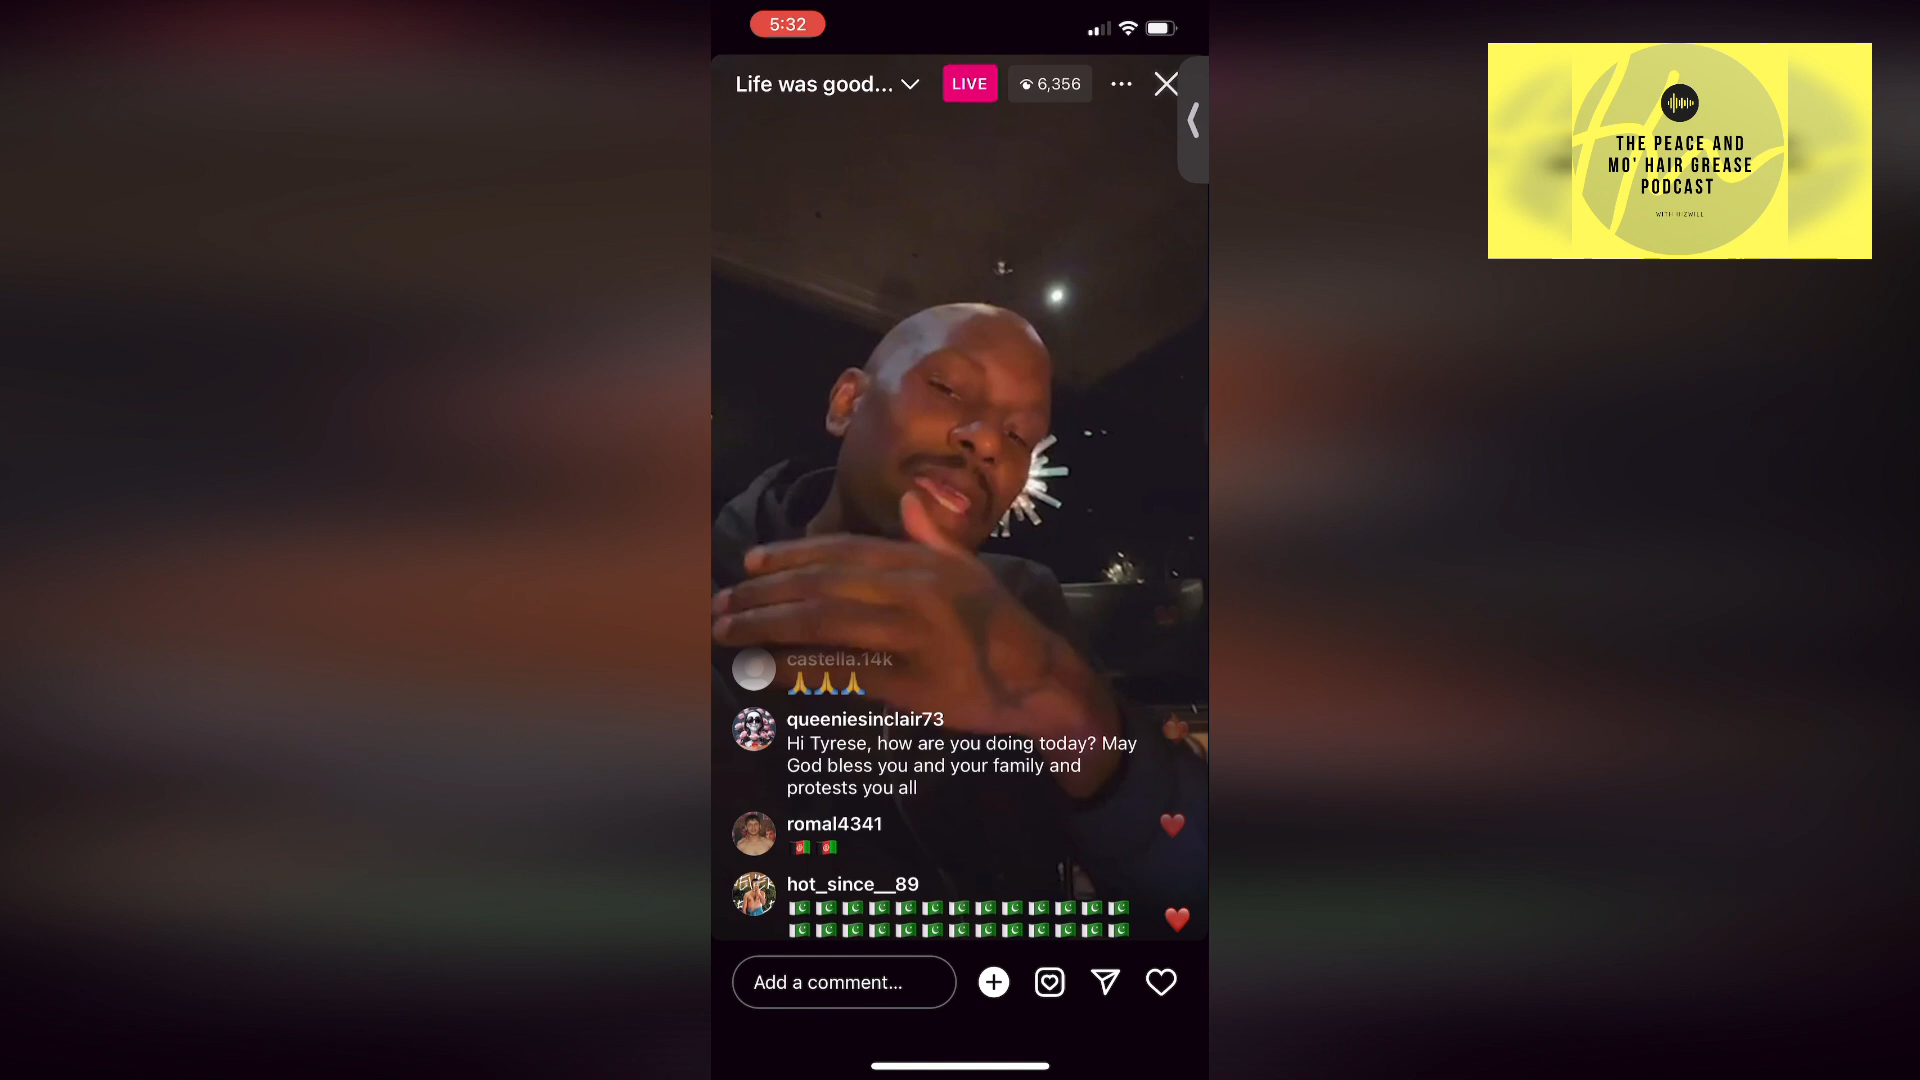 5:32
Life was good...
LIVE
6,356
THE PEACE AND
MO' HAIR GREASE
PODCAST
WITH HIZWILL
castella.14k
🙏🙏🙏
queeniesinclair73
Hi Tyrese, how are you doing today? May
God bless you and your family and
protests you all
romal4341
🇦🇫🇦🇫
hot_since__89
🇵🇰🇵🇰🇵🇰🇵🇰🇵🇰🇵🇰🇵🇰🇵🇰🇵🇰🇵🇰🇵🇰🇵🇰🇵🇰
🇵🇰🇵🇰🇵🇰🇵🇰🇵🇰🇵🇰🇵🇰🇵🇰🇵🇰🇵🇰🇵🇰🇵🇰🇵🇰
Add a comment...